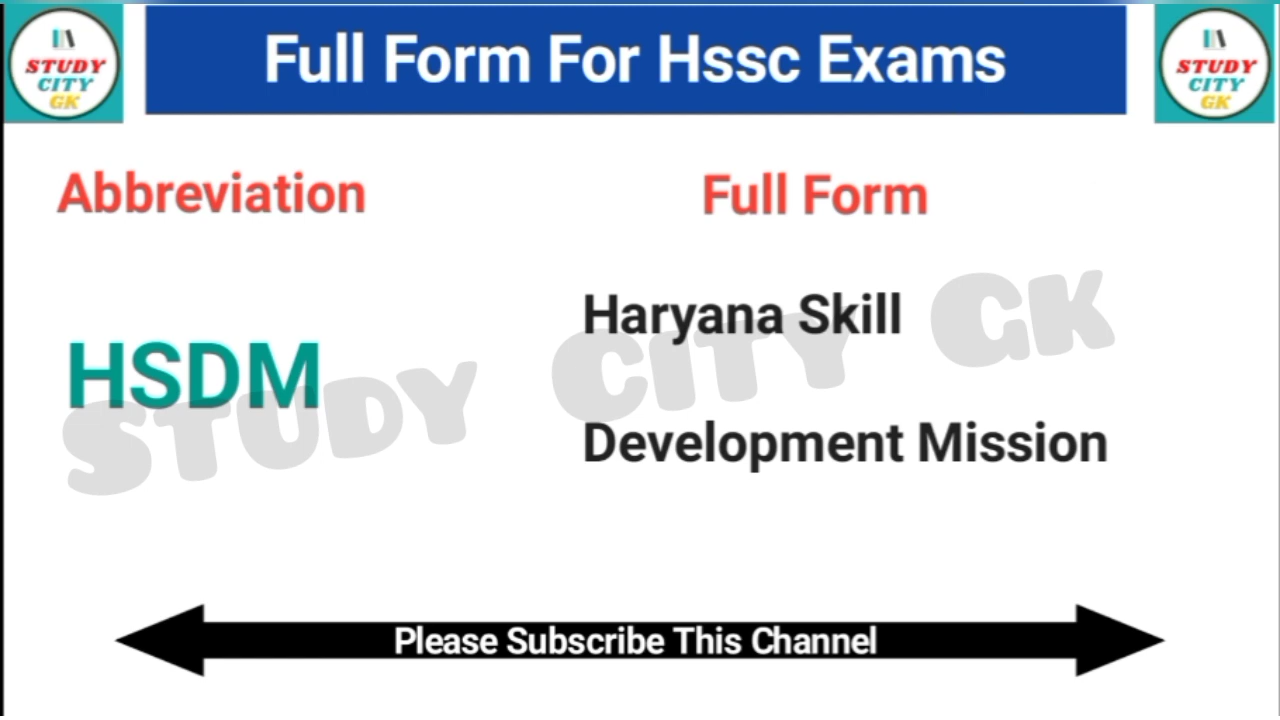 STUDY
CITY
GK
Full Form For Hssc Exams
STUDY
CITY
GK
Abbreviation
Full Form
HSDM
Haryana Skill
Development Mission
STUDY CITY GK
Please Subscribe This Channel